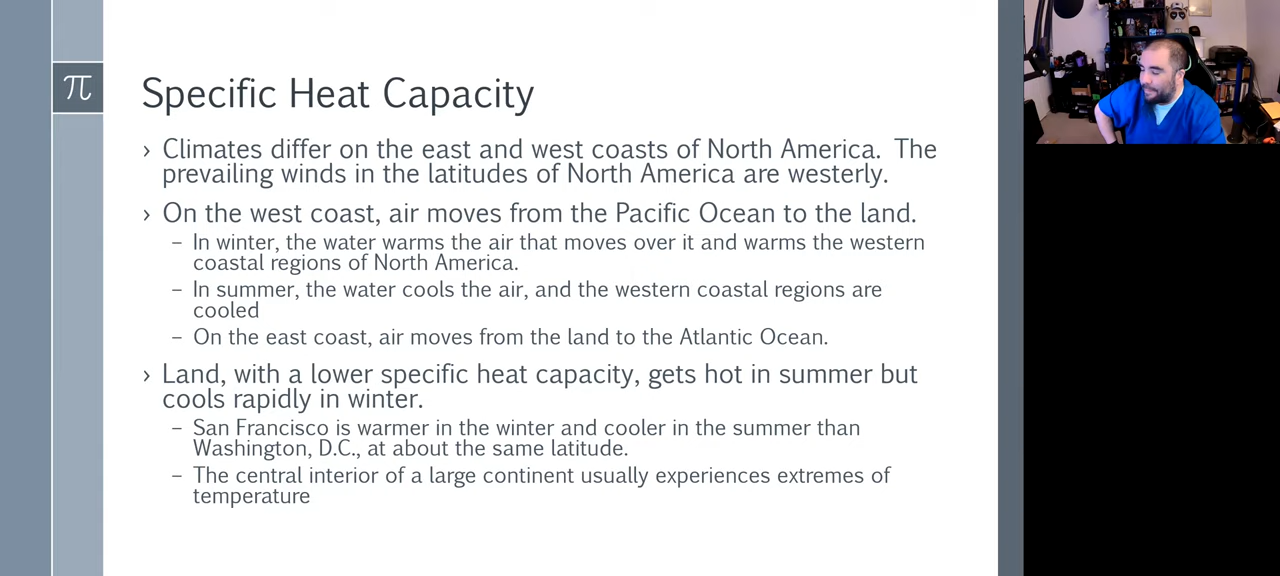 π
Specific Heat Capacity
› Climates differ on the east and west coasts of North America. The
prevailing winds in the latitudes of North America are westerly.
› On the west coast, air moves from the Pacific Ocean to the land.
– In winter, the water warms the air that moves over it and warms the western
coastal regions of North America.
– In summer, the water cools the air, and the western coastal regions are
cooled
– On the east coast, air moves from the land to the Atlantic Ocean.
› Land, with a lower specific heat capacity, gets hot in summer but
cools rapidly in winter.
– San Francisco is warmer in the winter and cooler in the summer than
Washington, D.C., at about the same latitude.
– The central interior of a large continent usually experiences extremes of
temperature